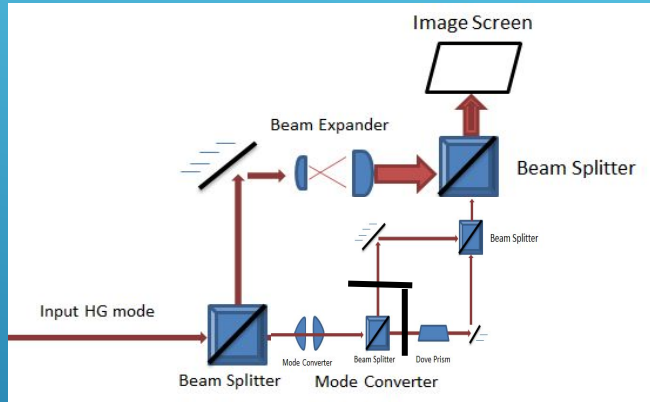 Image Screen
Beam Expander
Beam Splitter
Beam Splitter
Input HG mode
Mode Converter
Beam Splitter
Dove Prism
Beam Splitter
Mode Converter